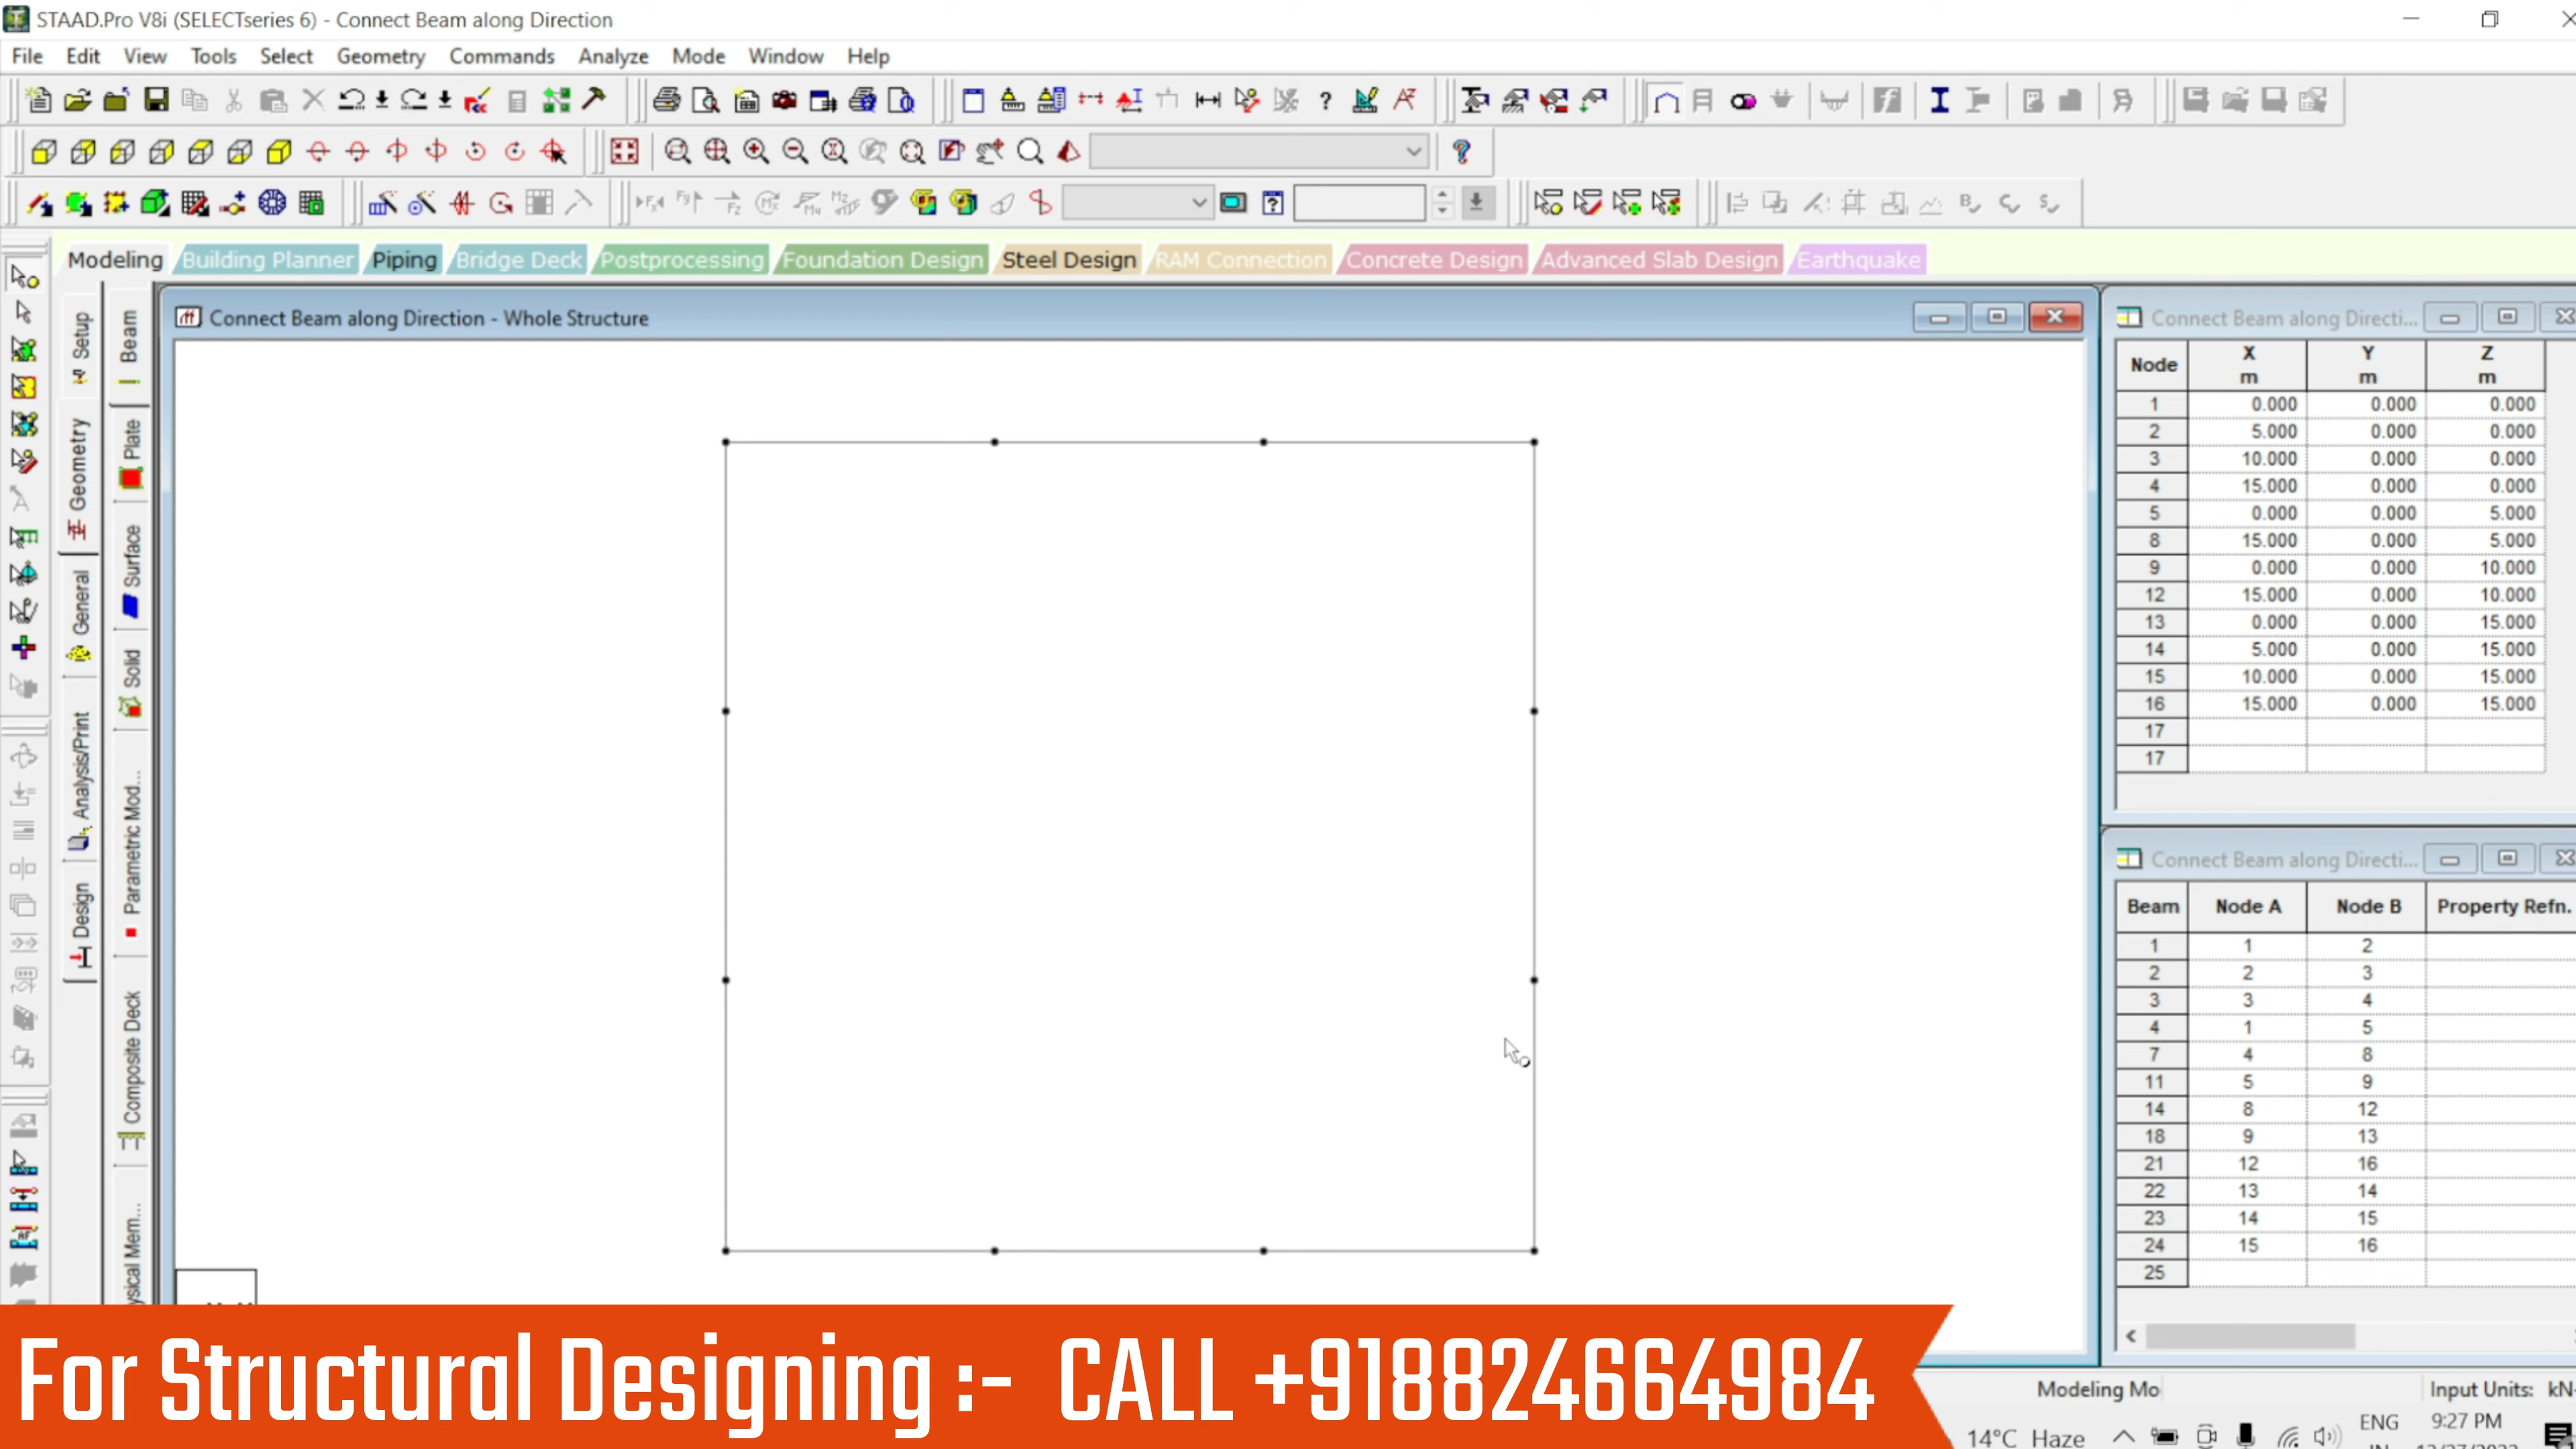 STAAD.Pro V8i (SELECTseries 6) - Connect Beam along Direction
File Edit View Tools Select Geometry Commands Analyze Mode Window Help
Modeling Building Planner Piping Bridge Deck Postprocessing Foundation Design Steel Design RAM Connection Concrete Design Advanced Slab Design Earthquake
Setup
Geometry
General
Analysis/Print
Design
Beam
Plate
Surface
Solid
Parametric Mod...
Composite Deck
ysical Mem...
Connect Beam along Direction - Whole Structure
Connect Beam along Directi...
Node X m Y m Z m
1 0.000 0.000 0.000
2 5.000 0.000 0.000
3 10.000 0.000 0.000
4 15.000 0.000 0.000
5 0.000 0.000 5.000
8 15.000 0.000 5.000
9 0.000 0.000 10.000
12 15.000 0.000 10.000
13 0.000 0.000 15.000
14 5.000 0.000 15.000
15 10.000 0.000 15.000
16 15.000 0.000 15.000
17
17
Connect Beam along Directi...
Beam Node A Node B Property Refn.
1 1 2
2 2 3
3 3 4
4 1 5
7 4 8
11 5 9
14 8 12
18 9 13
21 12 16
22 13 14
23 14 15
24 15 16
25
For Structural Designing :- CALL +918824664984
Modeling Mo Input Units: kN-
14°C Haze ENG 9:27 PM